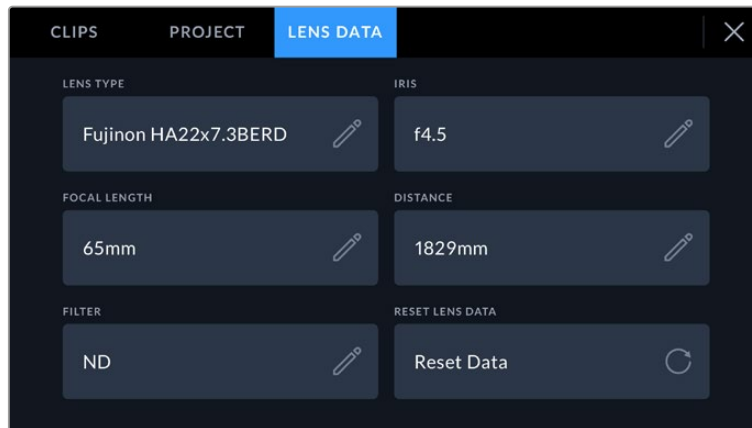 CLIPS PROJECT LENS DATA
LENS TYPE IRIS
Fujinon HA22x7.3BERD f4.5
FOCAL LENGTH DISTANCE
65mm 1829mm
FILTER RESET LENS DATA
ND Reset Data